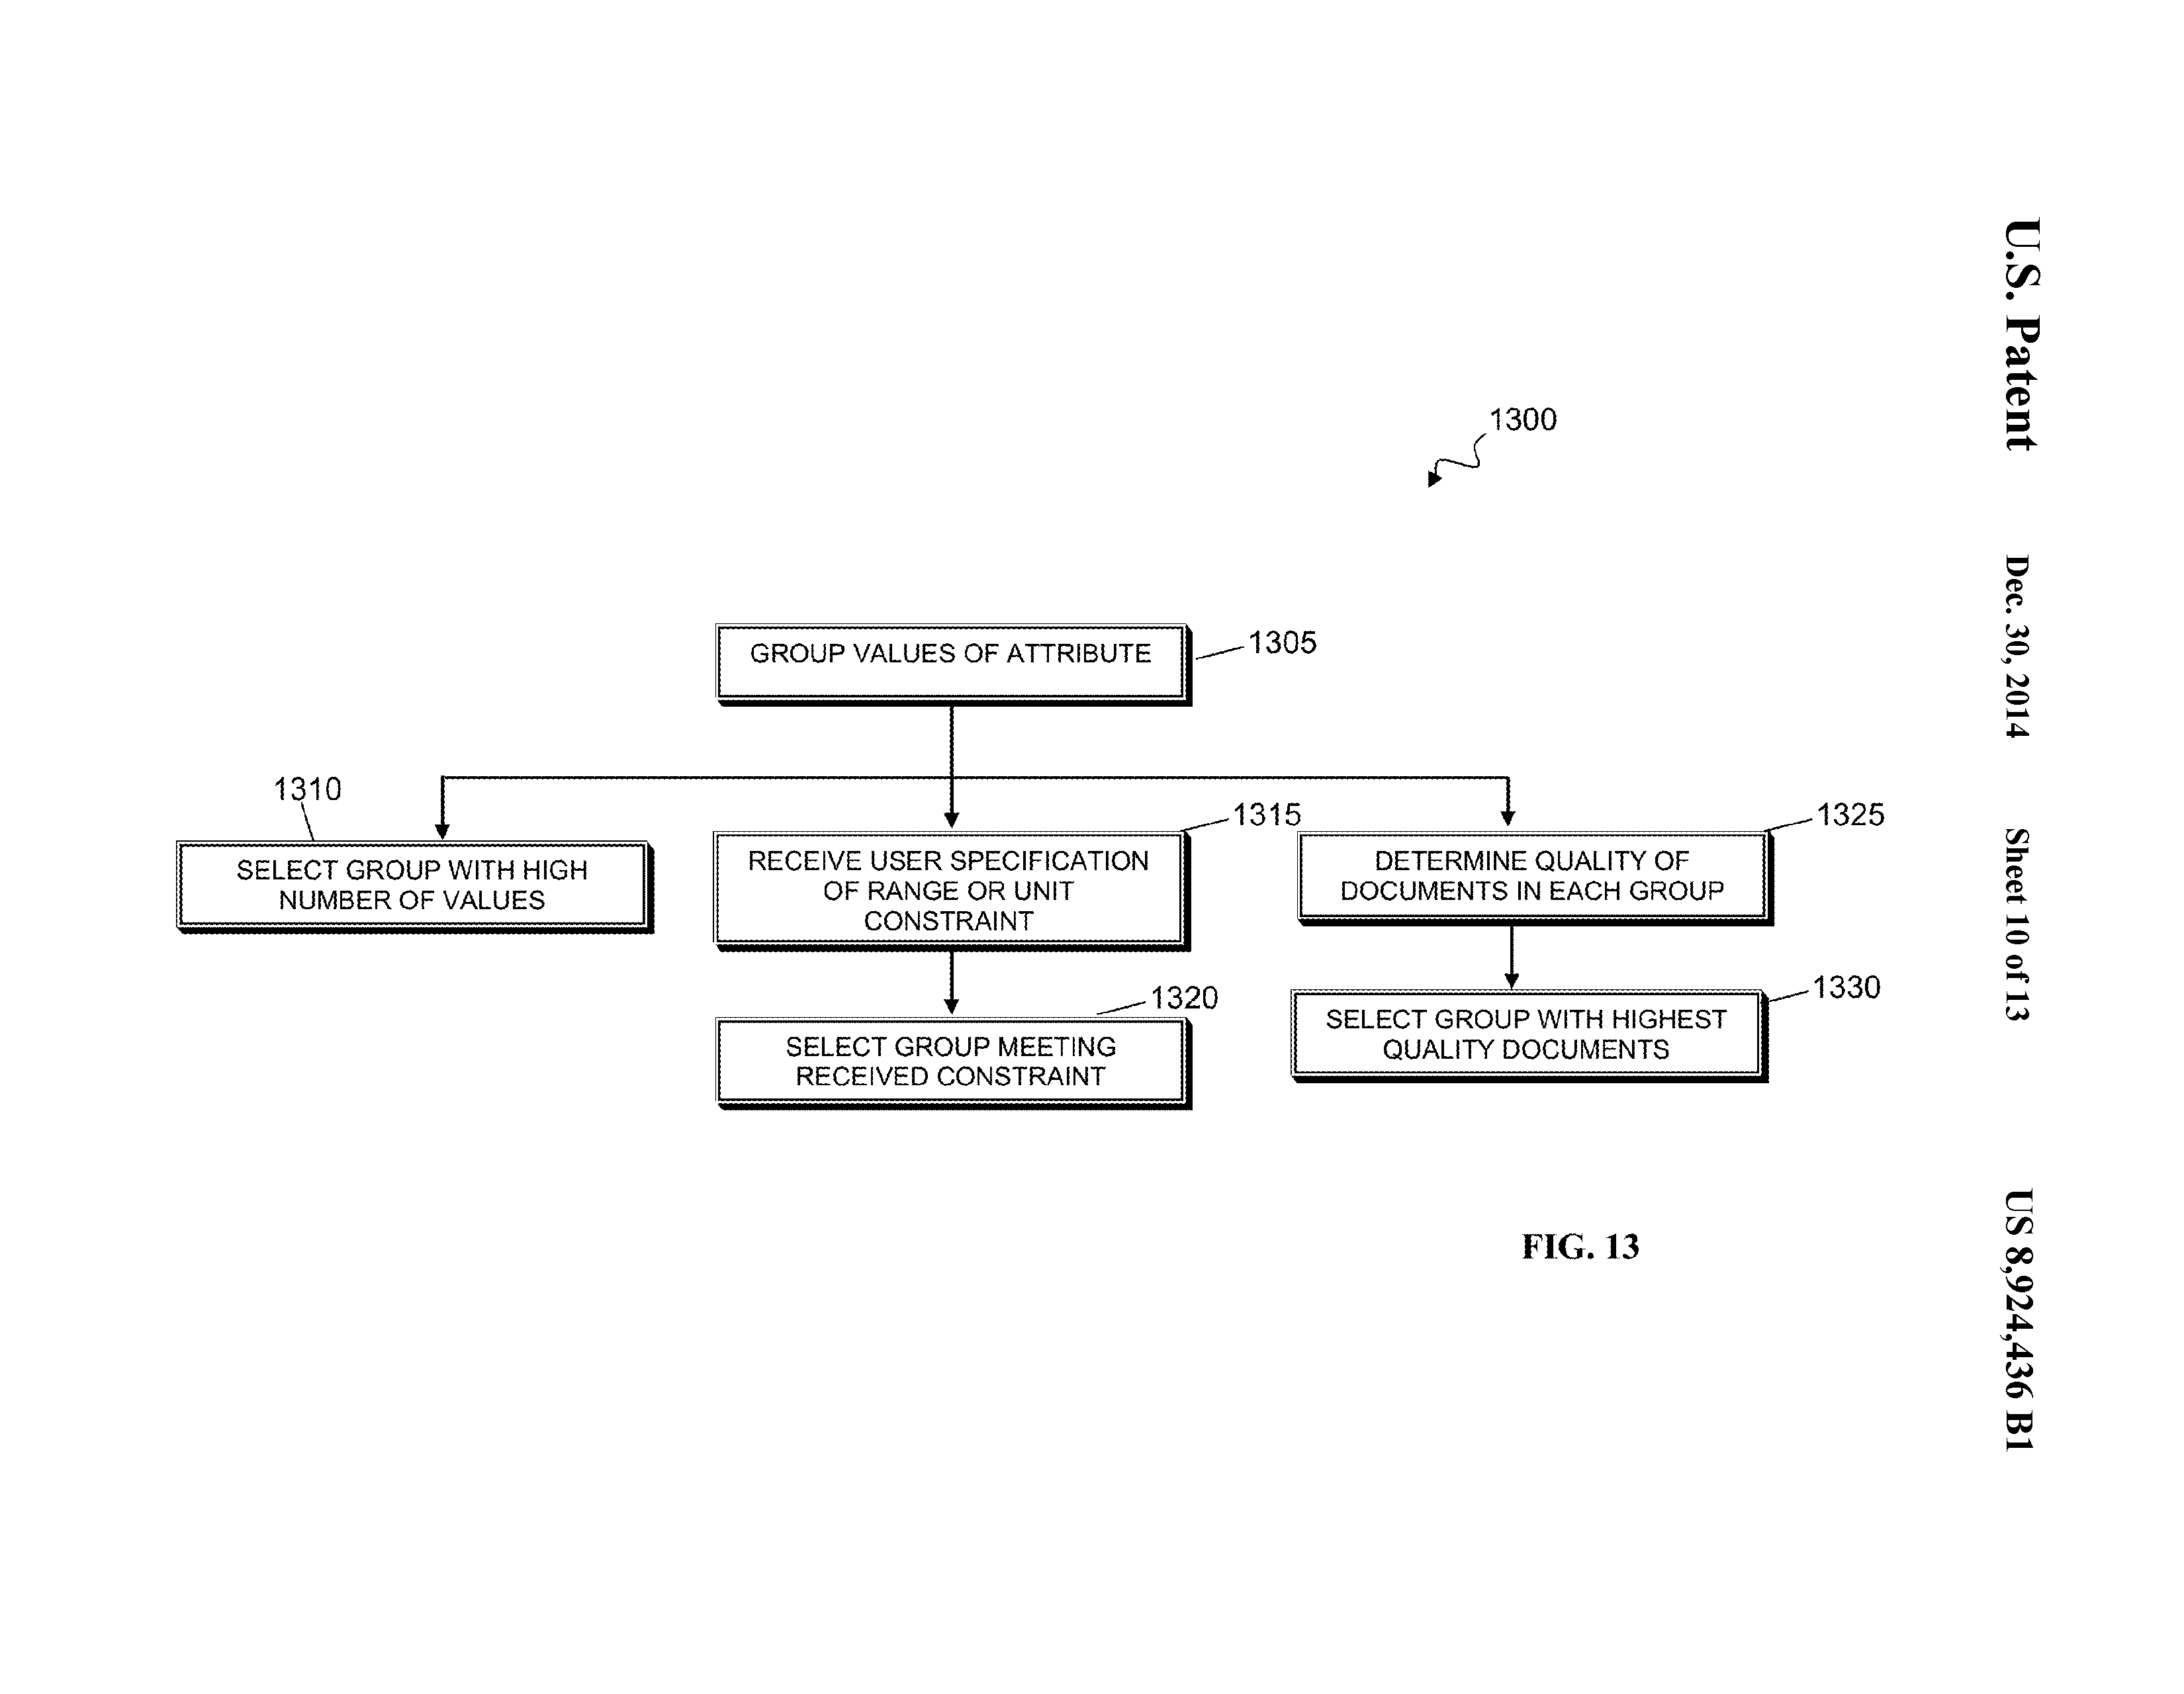 U.S. Patent
Dec. 30, 2014
Sheet 10 of 13
US 8,924,436 B1
1300
GROUP VALUES OF ATTRIBUTE
1305
1310
SELECT GROUP WITH HIGH
NUMBER OF VALUES
1315
RECEIVE USER SPECIFICATION
OF RANGE OR UNIT
CONSTRAINT
1320
SELECT GROUP MEETING
RECEIVED CONSTRAINT
1325
DETERMINE QUALITY OF
DOCUMENTS IN EACH GROUP
1330
SELECT GROUP WITH HIGHEST
QUALITY DOCUMENTS
FIG. 13